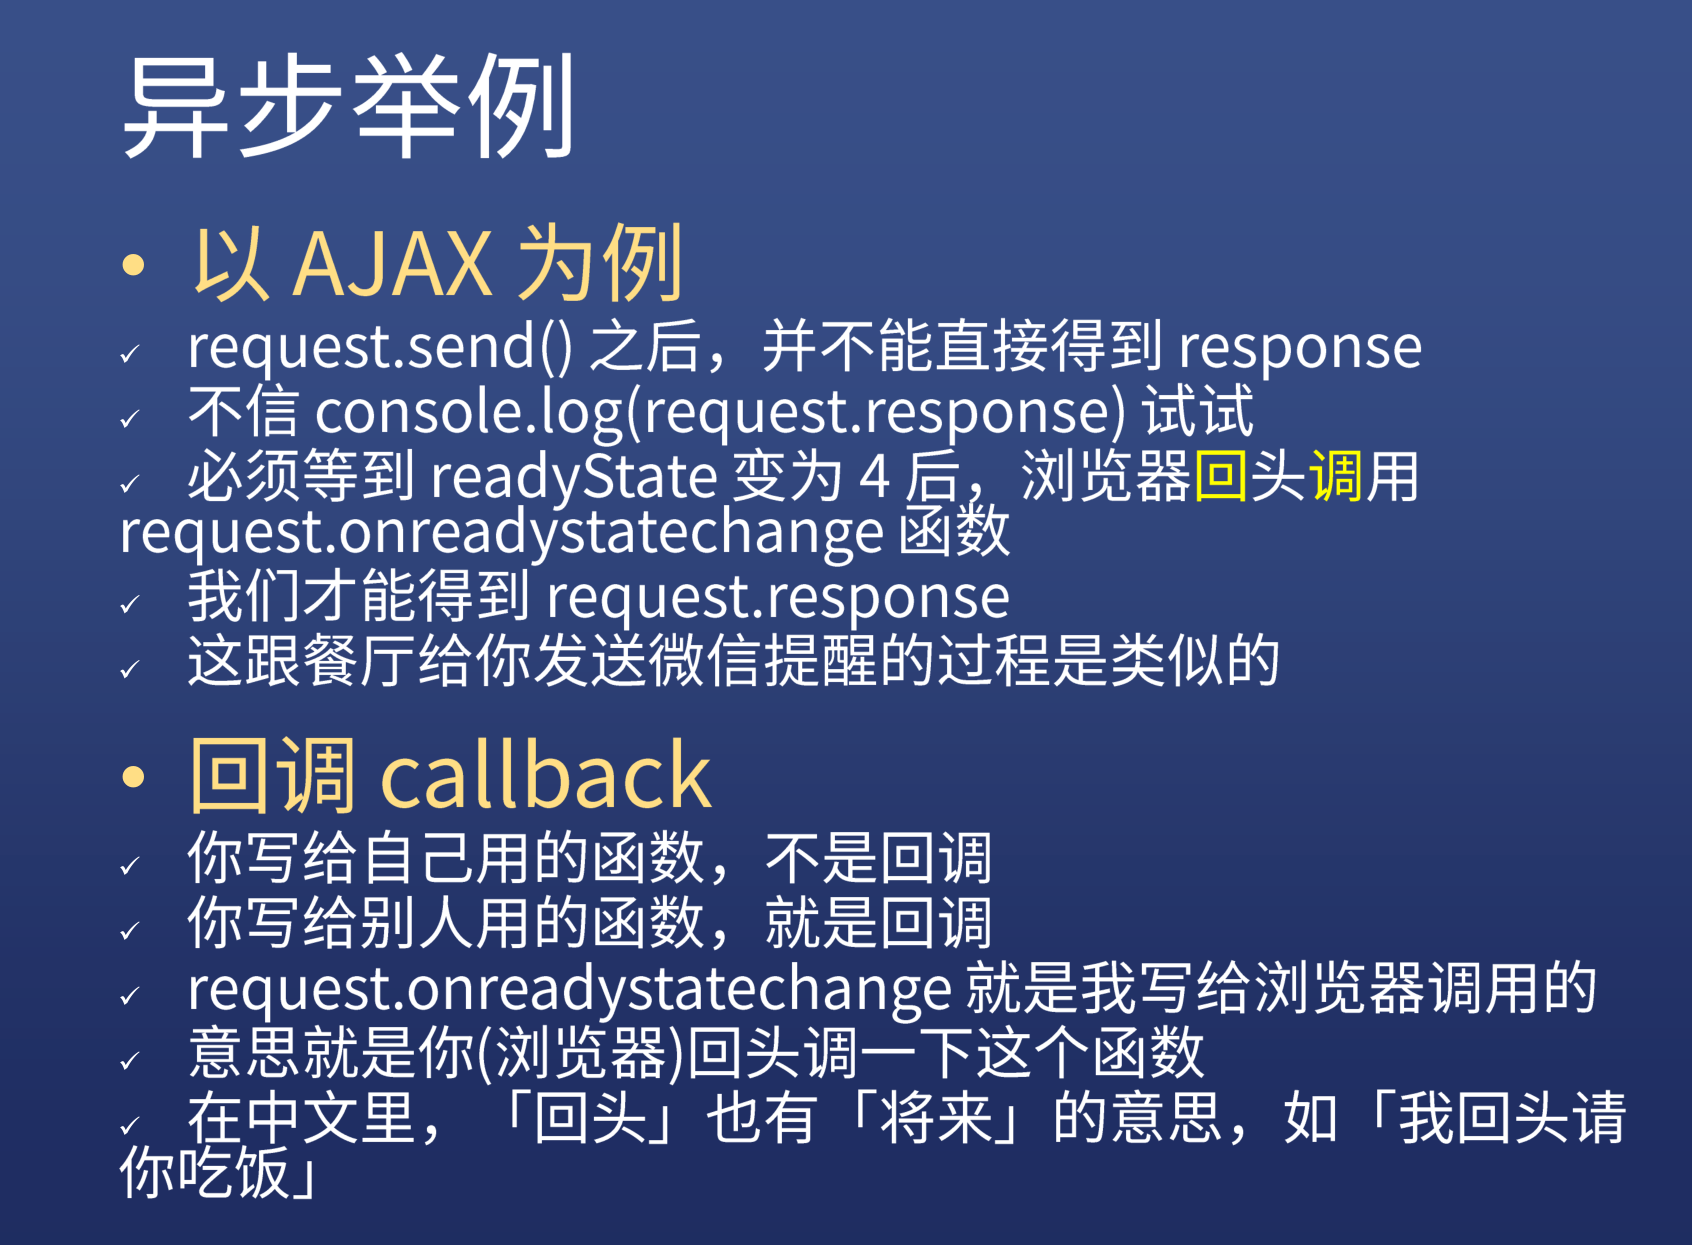 异步举例
• 以 AJAX 为例
✓ request.send() 之后，并不能直接得到 response
✓ 不信 console.log(request.response) 试试
✓ 必须等到 readyState 变为 4 后，浏览器回头调用
request.onreadystatechange 函数
✓ 我们才能得到 request.response
✓ 这跟餐厅给你发送微信提醒的过程是类似的
• 回调 callback
✓ 你写给自己用的函数，不是回调
✓ 你写给别人用的函数，就是回调
✓ request.onreadystatechange 就是我写给浏览器调用的
✓ 意思就是你(浏览器)回头调一下这个函数
✓ 在中文里，「回头」也有「将来」的意思，如「我回头请
你吃饭」